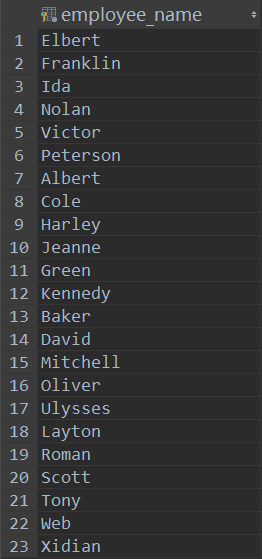 employee_name
1 Elbert
2 Franklin
3 Ida
4 Nolan
5 Victor
6 Peterson
7 Albert
8 Cole
9 Harley
10 Jeanne
11 Green
12 Kennedy
13 Baker
14 David
15 Mitchell
16 Oliver
17 Ulysses
18 Layton
19 Roman
20 Scott
21 Tony
22 Web
23 Xidian